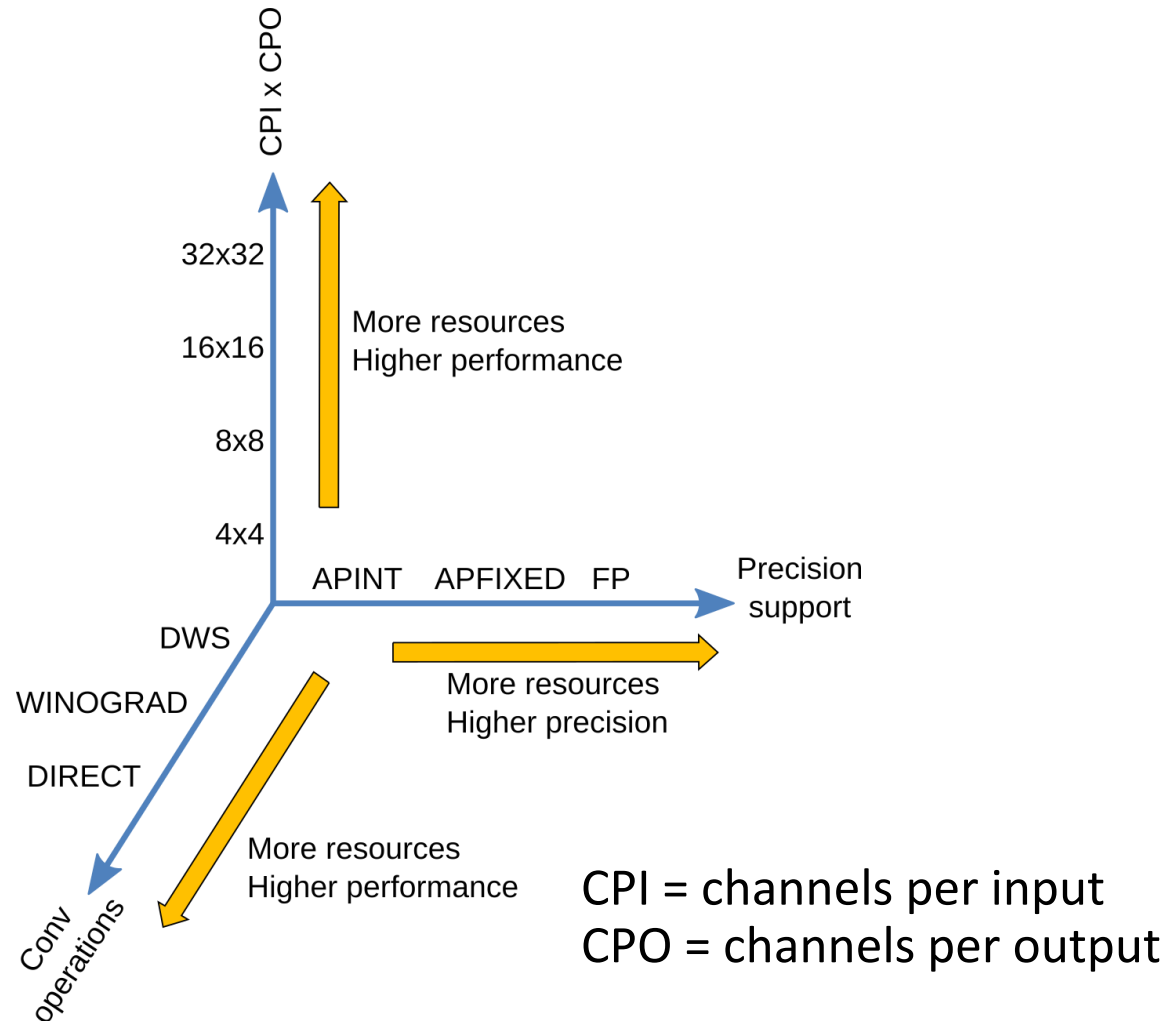 CPI x CPO
32x32
16x16
8x8
4x4
More resources
Higher performance
APINT APFIXED FP
Precision
support
More resources
Higher precision
DWS
WINOGRAD
DIRECT
Conv
operations
More resources
Higher performance
CPI = channels per input
CPO = channels per output